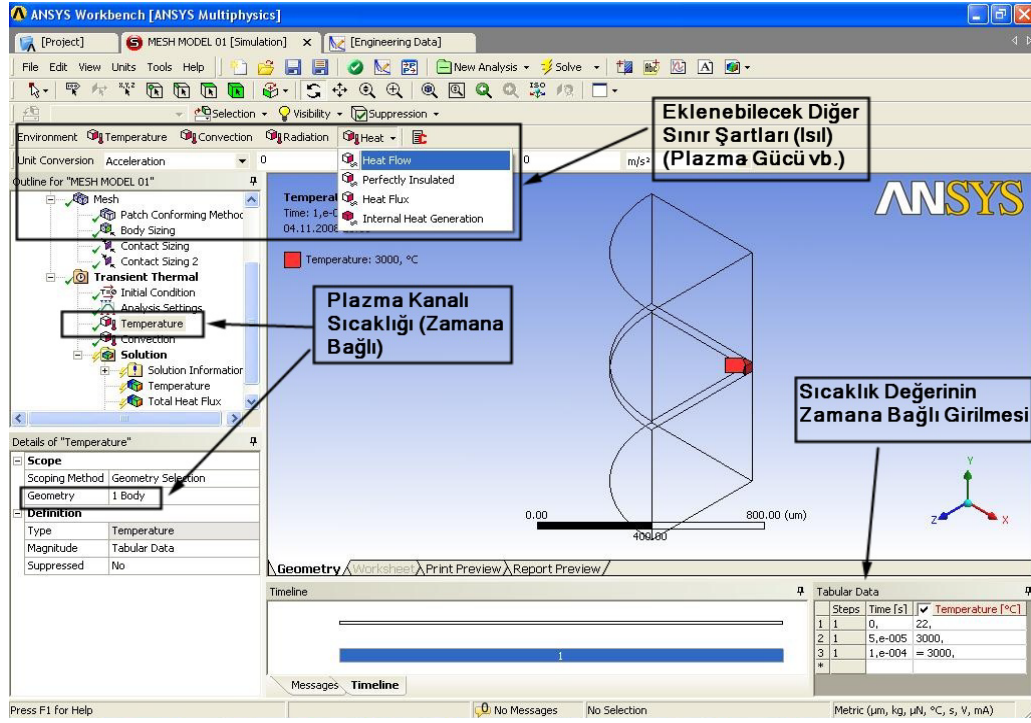 ANSYS Workbench [ANSYS Multiphysics]
[Project] MESH MODEL 01 [Simulation] [Engineering Data]
File Edit View Units Tools Help New Analysis Solve
Selection Visibility Suppression
Environment Temperature Convection Radiation Heat
Unit Conversion Acceleration 0 0 m/s²
Heat Flow
Perfectly Insulated
Heat Flux
Internal Heat Generation
Eklenebilecek Diğer
Sınır Şartları (Isıl)
(Plazma Gücü vb.)
Outline for "MESH MODEL 01"
Mesh
Patch Conforming Method
Body Sizing
Contact Sizing
Contact Sizing 2
Transient Thermal
Initial Condition
Analysis Settings
Temperature
Convection
Solution
Solution Information
Temperature
Total Heat Flux
Time: 1,e-0
04.11.2008
Temperature: 3000, °C
ANSYS
Plazma Kanalı
Sıcaklığı (Zamana
Bağlı)
Sıcaklık Değerinin
Zamana Bağlı Girilmesi
Y
Z X
0.00 800.00 (um)
400.00
Details of "Temperature"
Scope
Scoping Method Geometry Selection
Geometry 1 Body
Definition
Type Temperature
Magnitude Tabular Data
Suppressed No
Geometry Worksheet Print Preview Report Preview
Timeline
1
Messages Timeline
Tabular Data
Steps Time [s] Temperature [°C]
1 1 0, 22,
2 1 5,e-005 3000,
3 1 1,e-004 = 3000,
*
Press F1 for Help No Messages No Selection Metric (µm, kg, µN, °C, s, V, mA)